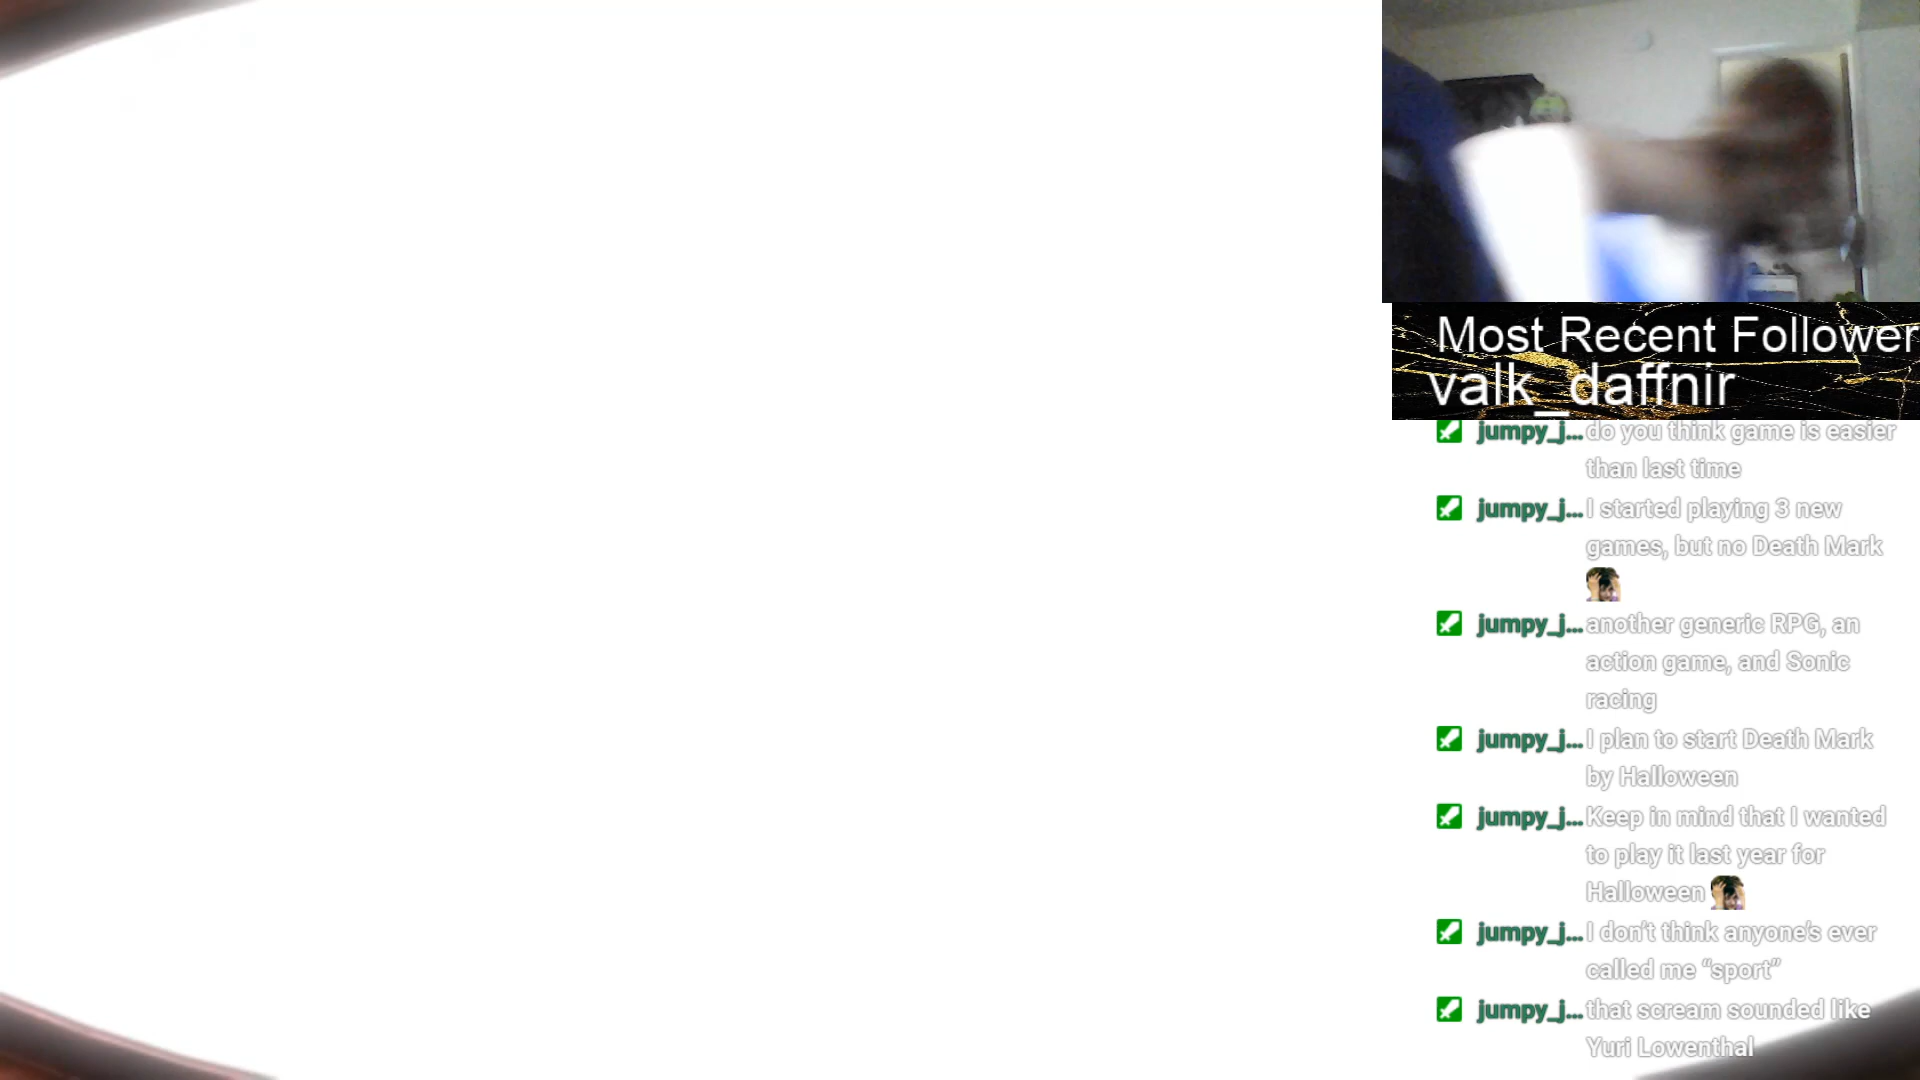 Most Recent Follower
valk_daffnir
jumpy_j... do you think game is easier
than last time
jumpy_j... I started playing 3 new
games, but no Death Mark
jumpy_j... another generic RPG, an
action game, and Sonic
racing
jumpy_j... I plan to start Death Mark
by Halloween
jumpy_j... Keep in mind that I wanted
to play it last year for
Halloween
jumpy_j... I don't think anyone's ever
called me “sport”
jumpy_j... that scream sounded like
Yuri Lowenthal